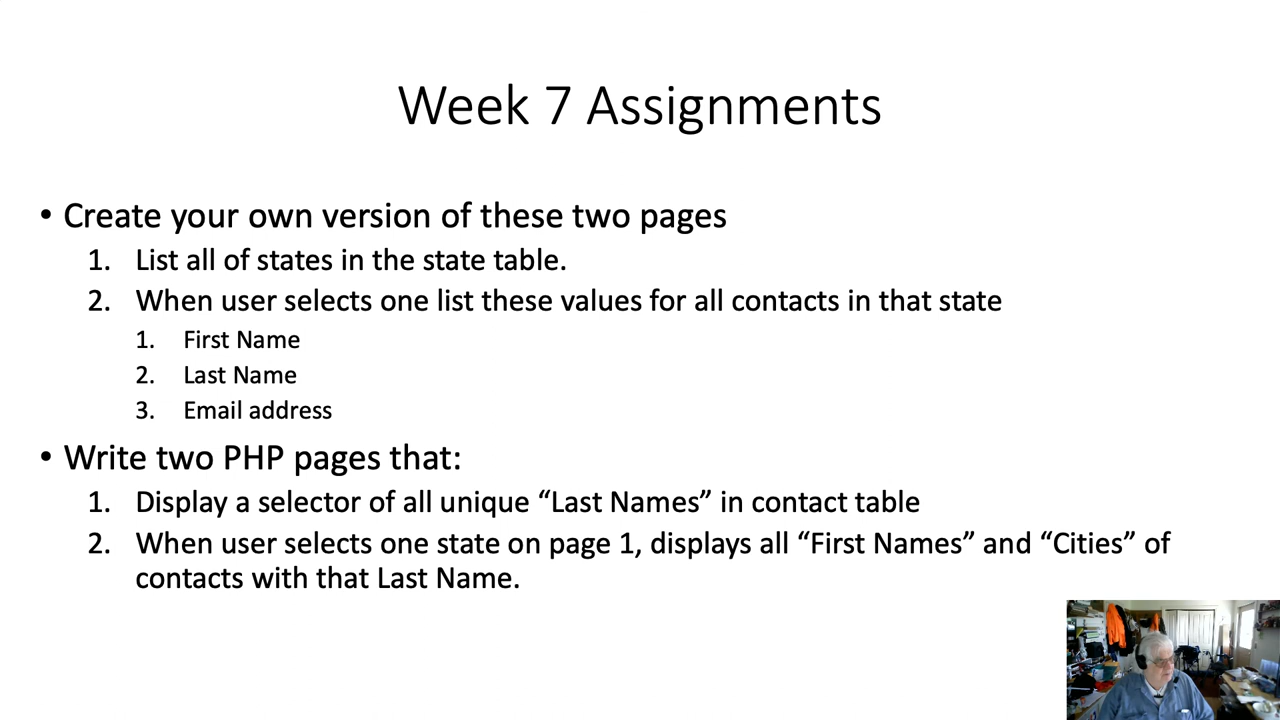 Week 7 Assignments
• Create your own version of these two pages
1. List all of states in the state table.
2. When user selects one list these values for all contacts in that state
1. First Name
2. Last Name
3. Email address
• Write two PHP pages that:
1. Display a selector of all unique “Last Names” in contact table
2. When user selects one state on page 1, displays all “First Names” and “Cities” of
contacts with that Last Name.